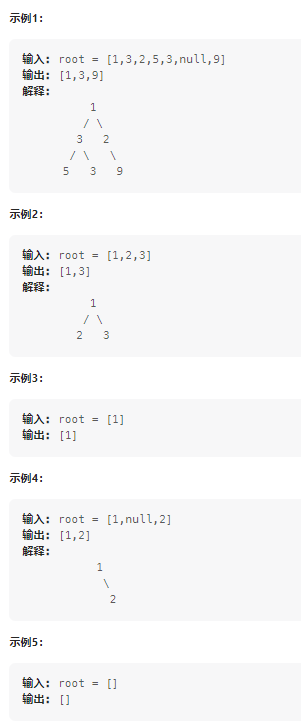 示例1:
输入: root = [1,3,2,5,3,null,9]
输出: [1,3,9]
解释:
1
/ \
3 2
/ \ \
5 3 9
示例2:
输入: root = [1,2,3]
输出: [1,3]
解释:
1
/ \
2 3
示例3:
输入: root = [1]
输出: [1]
示例4:
输入: root = [1,null,2]
输出: [1,2]
解释:
1
\
2
示例5:
输入: root = []
输出: []